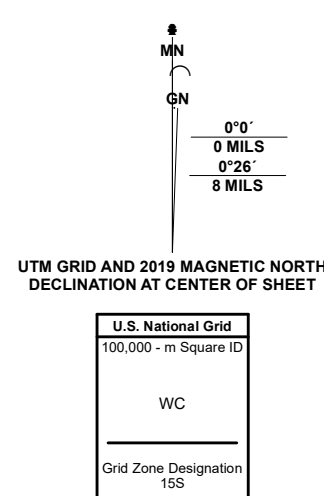 MN
GN
0°0´
0 MILS
0°26´
8 MILS
UTM GRID AND 2019 MAGNETIC NORTH
DECLINATION AT CENTER OF SHEET
U.S. National Grid
100,000 - m Square ID
WC
Grid Zone Designation
15S